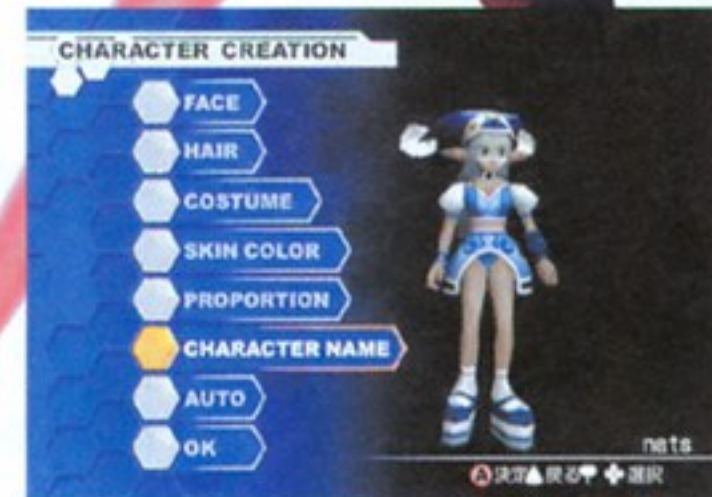 CHARACTER CREATION
FACE
HAIR
COSTUME
SKIN COLOR
PROPORTION
CHARACTER NAME
AUTO
OK
nats
A 決定 戻る 選択